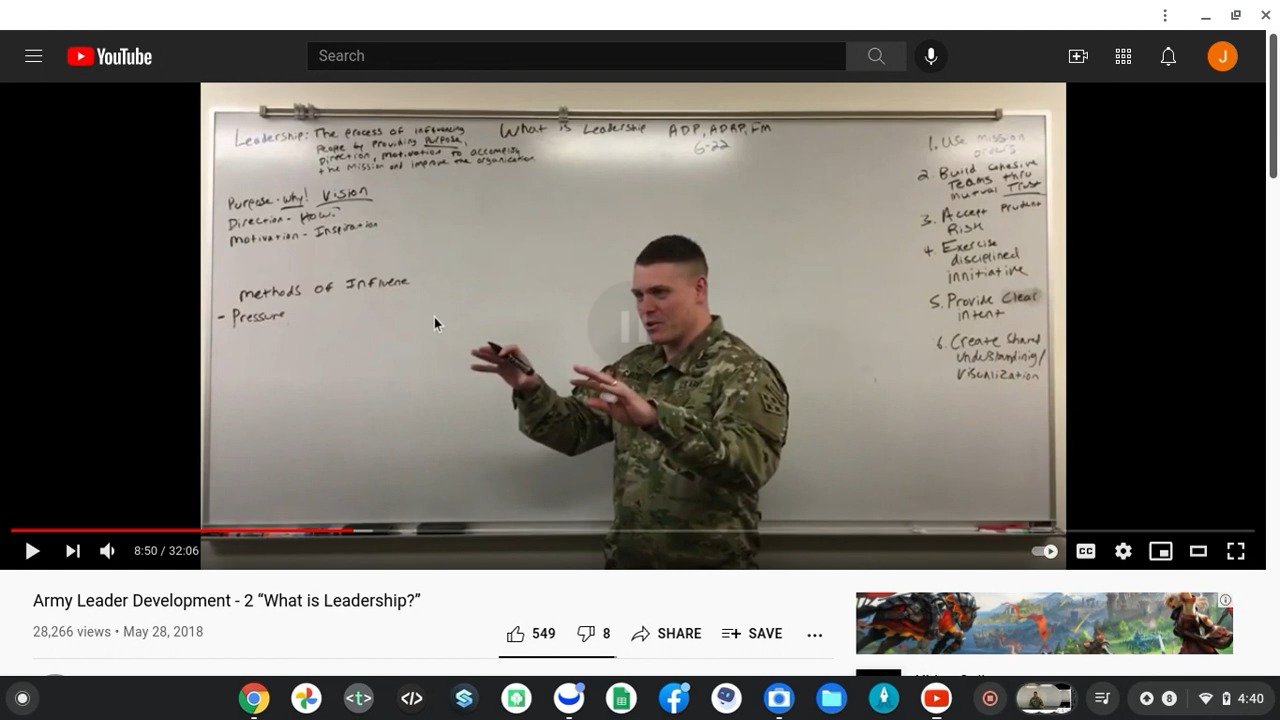 YouTube
Search
J
Leadership: The process of influencing
People by providing Purpose,
Direction, motivation to accomplish
the mission and improve the organization.
What is Leadership ADP, ADRP, FM
6-22
Purpose - why! Vision
Direction - How.
motivation - Inspiration
methods of Influene
- Pressure
1. Use mission
2. Build cohesive
Teams thru
mutual Trust
3. Accept Prudent
Risk
4. Exercise
disciplined
innitiative
5. Provide Clear
intent
6. Create Shared
Understanding/
Visualization
8:50 / 32:06
CC
Army Leader Development - 2 “What is Leadership?”
28,266 views • May 28, 2018
549
8
SHARE
SAVE
<t>
</>
8
4:40